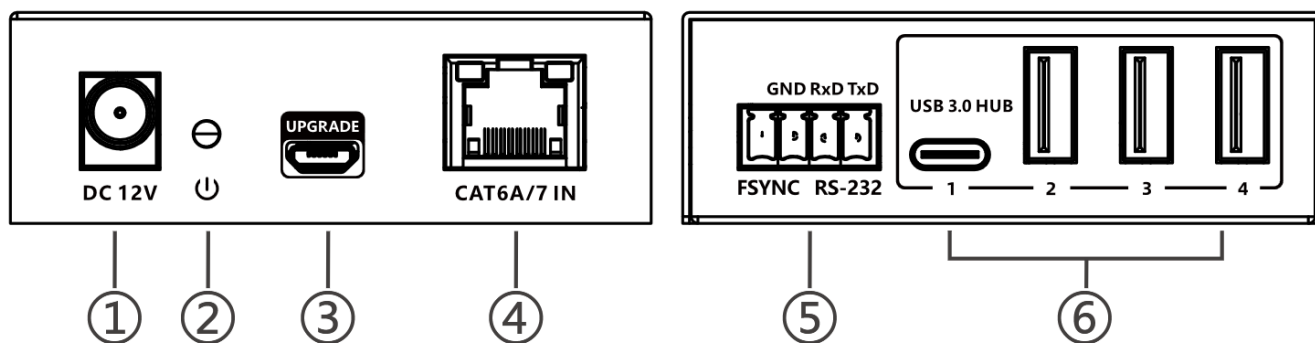 UPGRADE
DC 12V
CAT6A/7 IN
GND RxD TxD
FSYNC RS-232
USB 3.0 HUB
1 2 3 4
① ② ③ ④ ⑤ ⑥